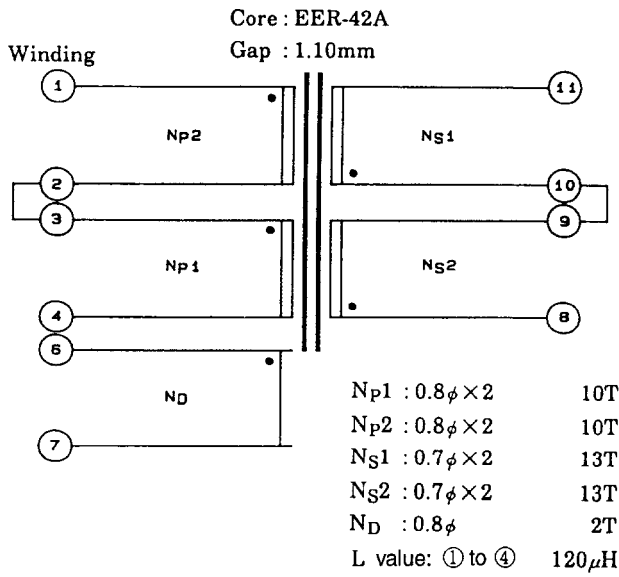 Core : EER-42A
Gap : 1.10mm
Winding
1
11
NP2
NS1
2
10
3
9
NP1
NS2
4
8
6
ND
7
NP1 : 0.8φ×2 10T
NP2 : 0.8φ×2 10T
NS1 : 0.7φ×2 13T
NS2 : 0.7φ×2 13T
ND : 0.8φ 2T
L value: ① to ④ 120μH